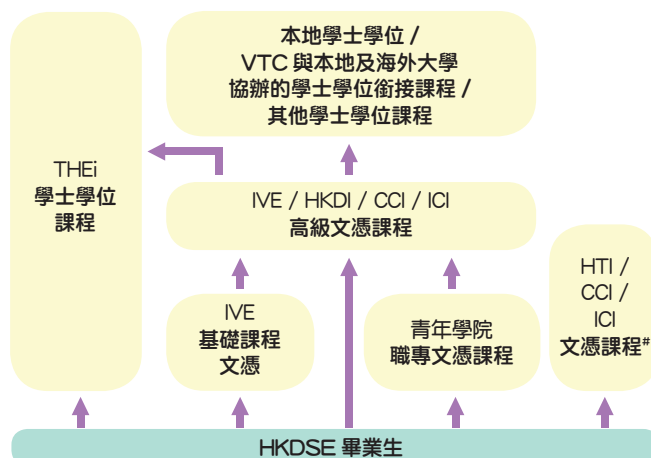 本地學士學位 /
VTC 與本地及海外大學
協辦的學士學位銜接課程 /
其他學士學位課程
THEi
學士學位
課程
IVE / HKDI / CCI / ICI
高級文憑課程
HTI /
CCI /
ICI
文憑課程#
IVE
基礎課程
文憑
青年學院
職專文憑課程
HKDSE 畢業生